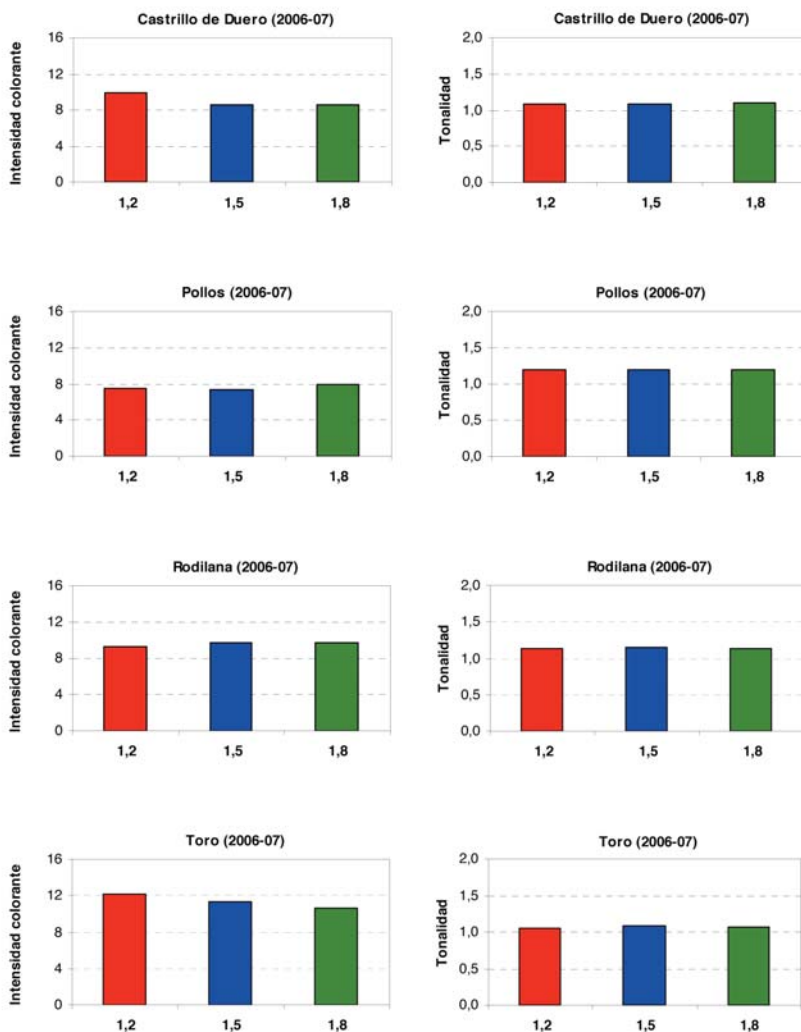 Castrillo de Duero (2006-07)
Intensidad colorante
16
12
8
4
0
1,2 1,5 1,8
Castrillo de Duero (2006-07)
Tonalidad
2,0
1,5
1,0
0,5
0,0
1,2 1,5 1,8
Pollos (2006-07)
Intensidad colorante
16
12
8
4
0
1,2 1,5 1,8
Pollos (2006-07)
Tonalidad
2,0
1,5
1,0
0,5
0,0
1,2 1,5 1,8
Rodilana (2006-07)
Intensidad colorante
16
12
8
4
0
1,2 1,5 1,8
Rodilana (2006-07)
Tonalidad
2,0
1,5
1,0
0,5
0,0
1,2 1,5 1,8
Toro (2006-07)
Intensidad colorante
16
12
8
4
0
1,2 1,5 1,8
Toro (2006-07)
Tonalidad
2,0
1,5
1,0
0,5
0,0
1,2 1,5 1,8